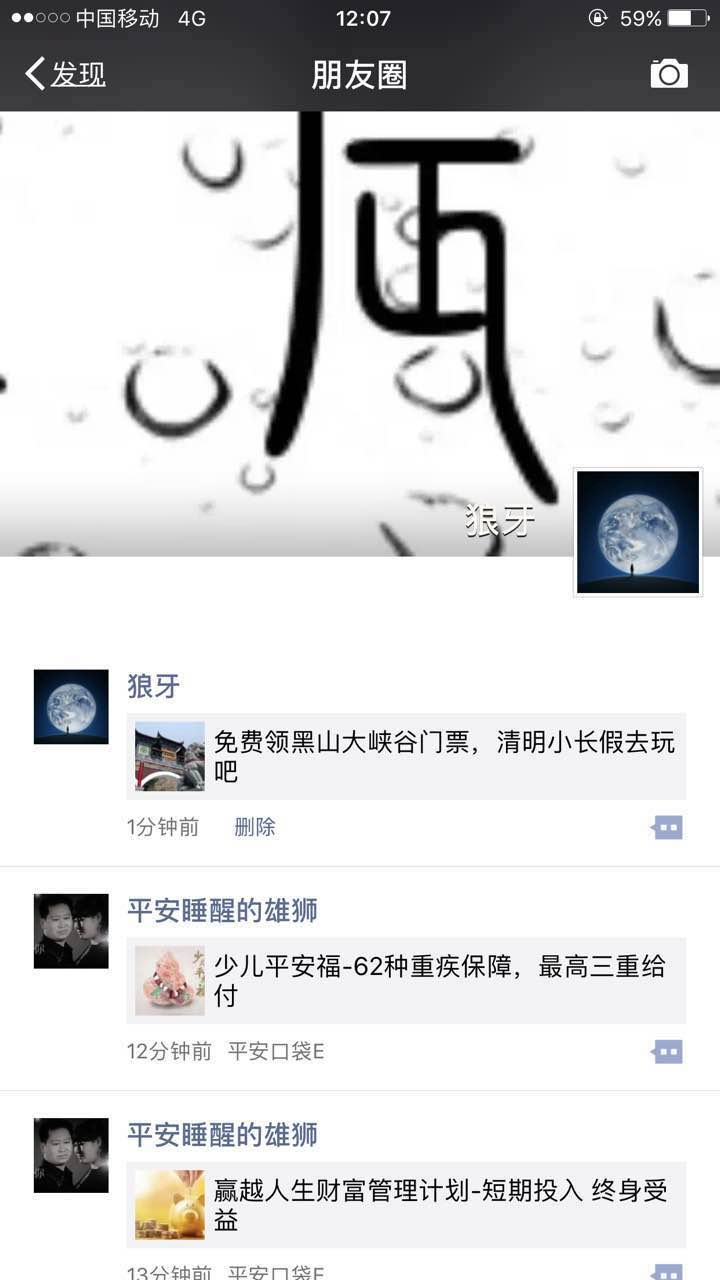 中国移动 4G 12:07 59%
发现 朋友圈
狼牙
狼牙
免费领黑山大峡谷门票，清明小长假去玩
吧
1分钟前 删除
平安睡醒的雄狮
少儿平安福-62种重疾保障，最高三重给
付
12分钟前 平安口袋E
平安睡醒的雄狮
赢越人生财富管理计划-短期投入 终身受
益
13分钟前 平安口袋E